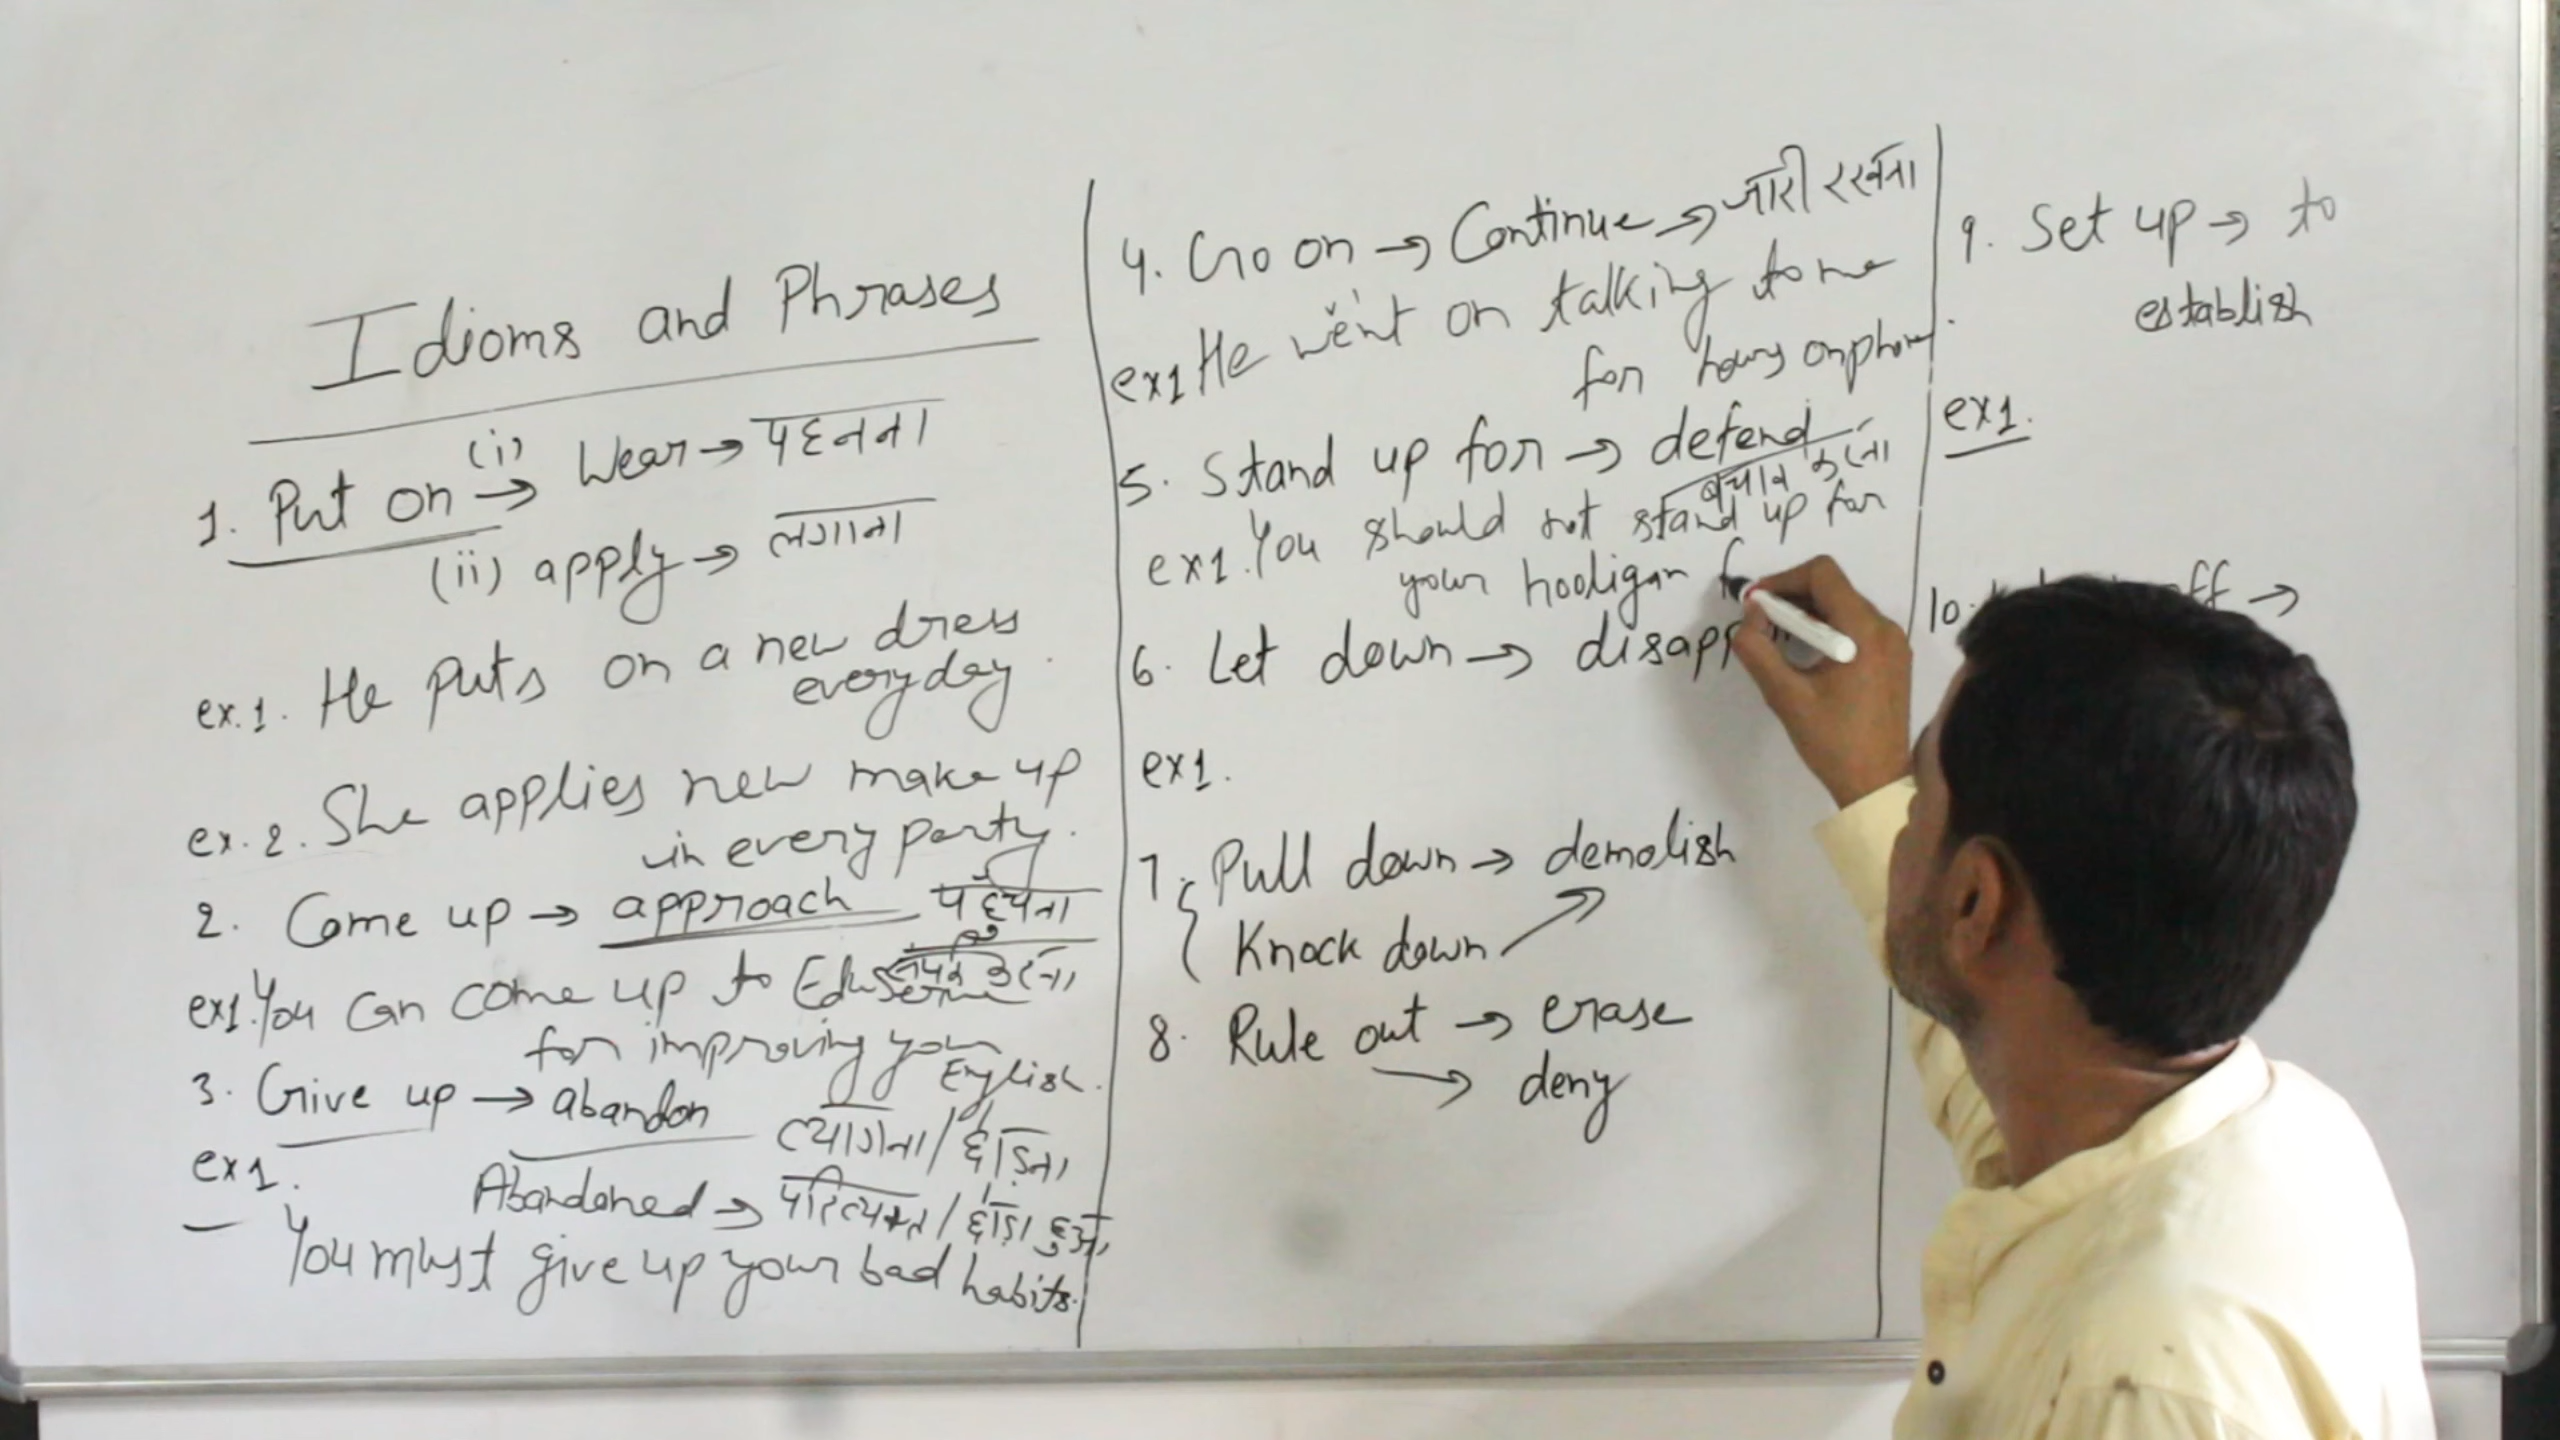 Idioms and Phrases
1. Put on → (i) Wear → पहनना
(ii) apply → लगाना
ex.1. He puts on a new dress
everyday.
ex.2. She applies new make up
in every party.
2. Come up → approach पहुँचना
संपर्क करना
ex1. You can come up to
for improving your
English.
3. Give up → abandon त्यागना/छोड़ना
ex1.
Abandoned → परित्यक्त/छोड़ा हुआ
You must give up your bad habits.
4. Go on → Continue → जारी रखना
ex1 He went on talking to me
for hours on phone.
5. Stand up for → defend
बचाव करना
ex1. You should not stand up for
your hooligan f
6. Let down →
ex1.
7. Pull down → demolish
Knock down
8. Rule out → erase
→ deny
9. Set up → to
establish
ex1.
10. →